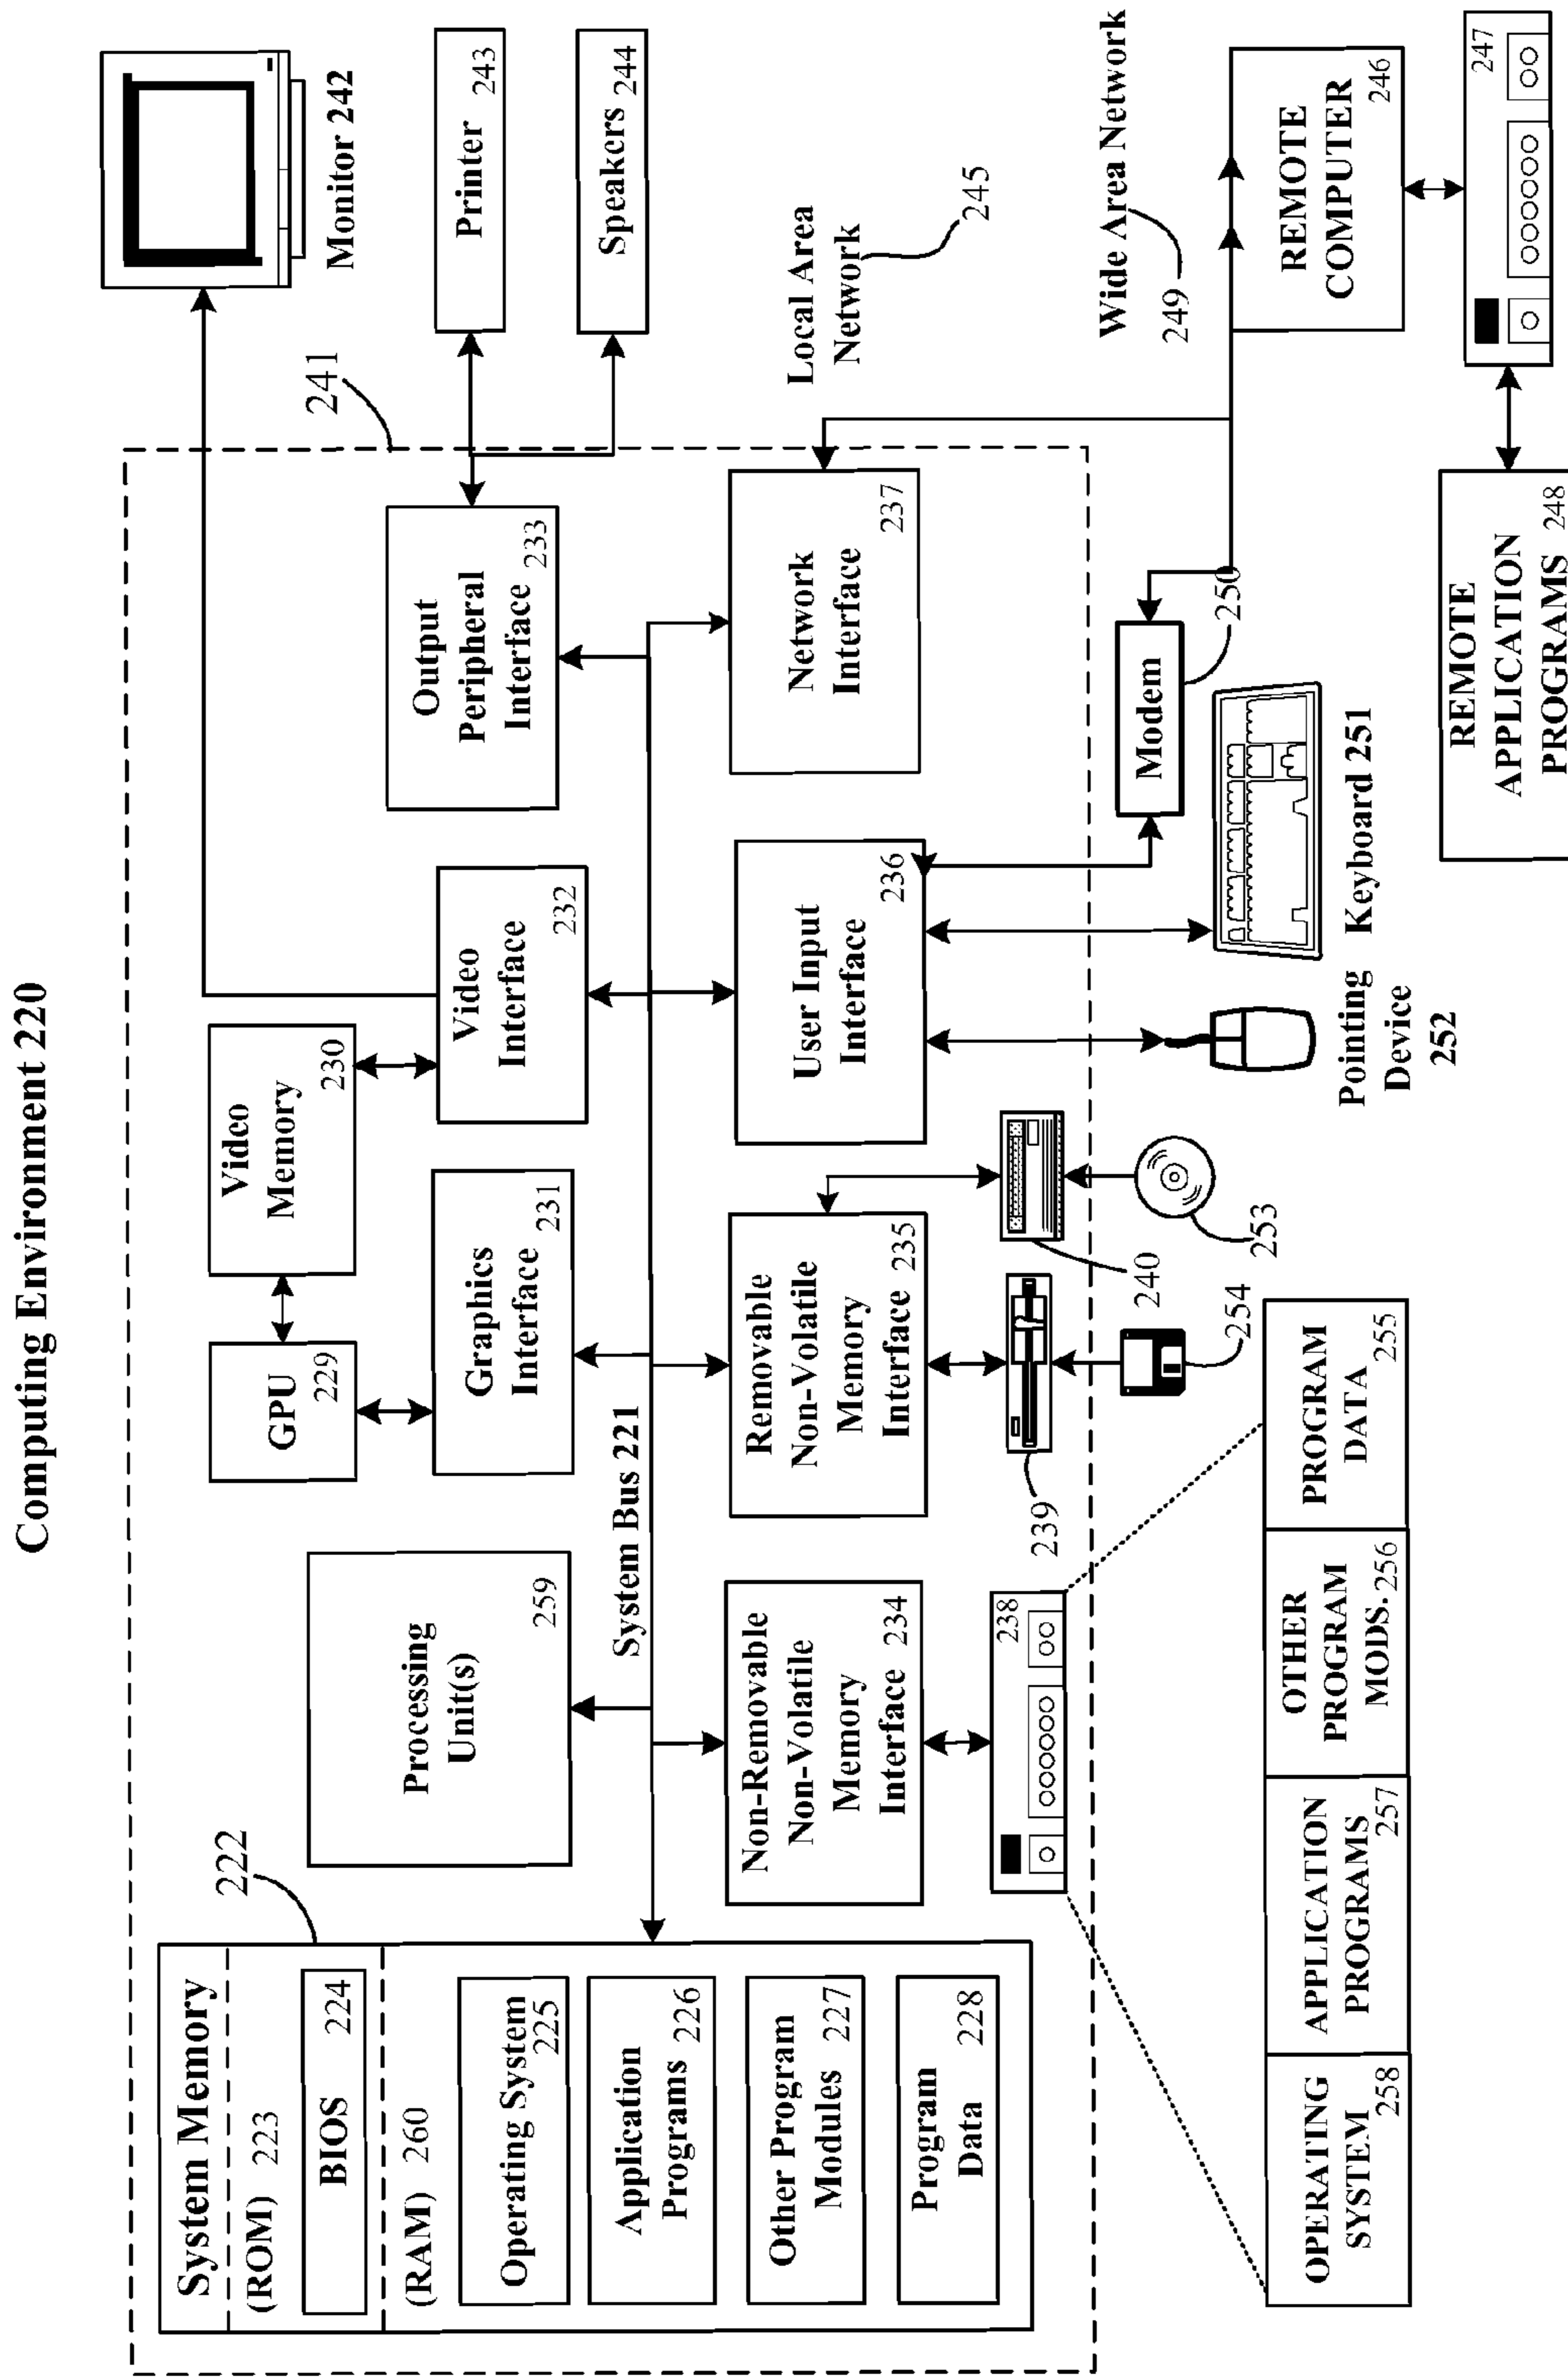 Computing Environment 220
System Memory
222
(ROM) 223
BIOS 224
(RAM) 260
Operating System
225
Application
Programs 226
Other Program
Modules 227
Program
Data 228
Processing
Unit(s)
259
GPU
229
Video
Memory
230
Graphics
Interface
231
Video
Interface
232
Output
Peripheral
Interface 233
241
Monitor 242
Printer 243
Speakers 244
System Bus 221
Non-Removable
Non-Volatile
Memory
Interface 234
Removable
Non-Volatile
Memory
Interface 235
User Input
Interface
236
Network
Interface
237
Local Area
Network
245
238
239
240
254
253
Modem
250
Wide Area Network
249
Pointing
Device
252
Keyboard 251
REMOTE
COMPUTER
246
247
REMOTE
APPLICATION
PROGRAMS 248
OPERATING
SYSTEM 258
APPLICATION
PROGRAMS
257
OTHER
PROGRAM
MODS. 256
PROGRAM
DATA 255